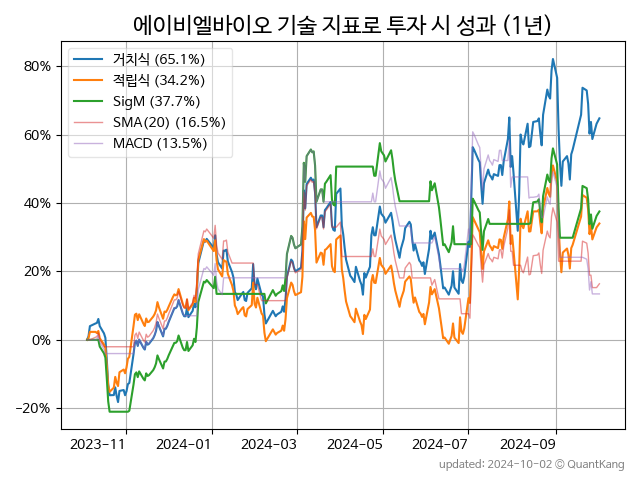 에이비엘바이오 기술 지표로 투자 시 성과 (1년)
거치식 (65.1%)
적립식 (34.2%)
SigM (37.7%)
SMA(20) (16.5%)
MACD (13.5%)
80%
60%
40%
20%
0%
−20%
2023-11 2024-01 2024-03 2024-05 2024-07 2024-09
updated: 2024-10-02 © QuantKang